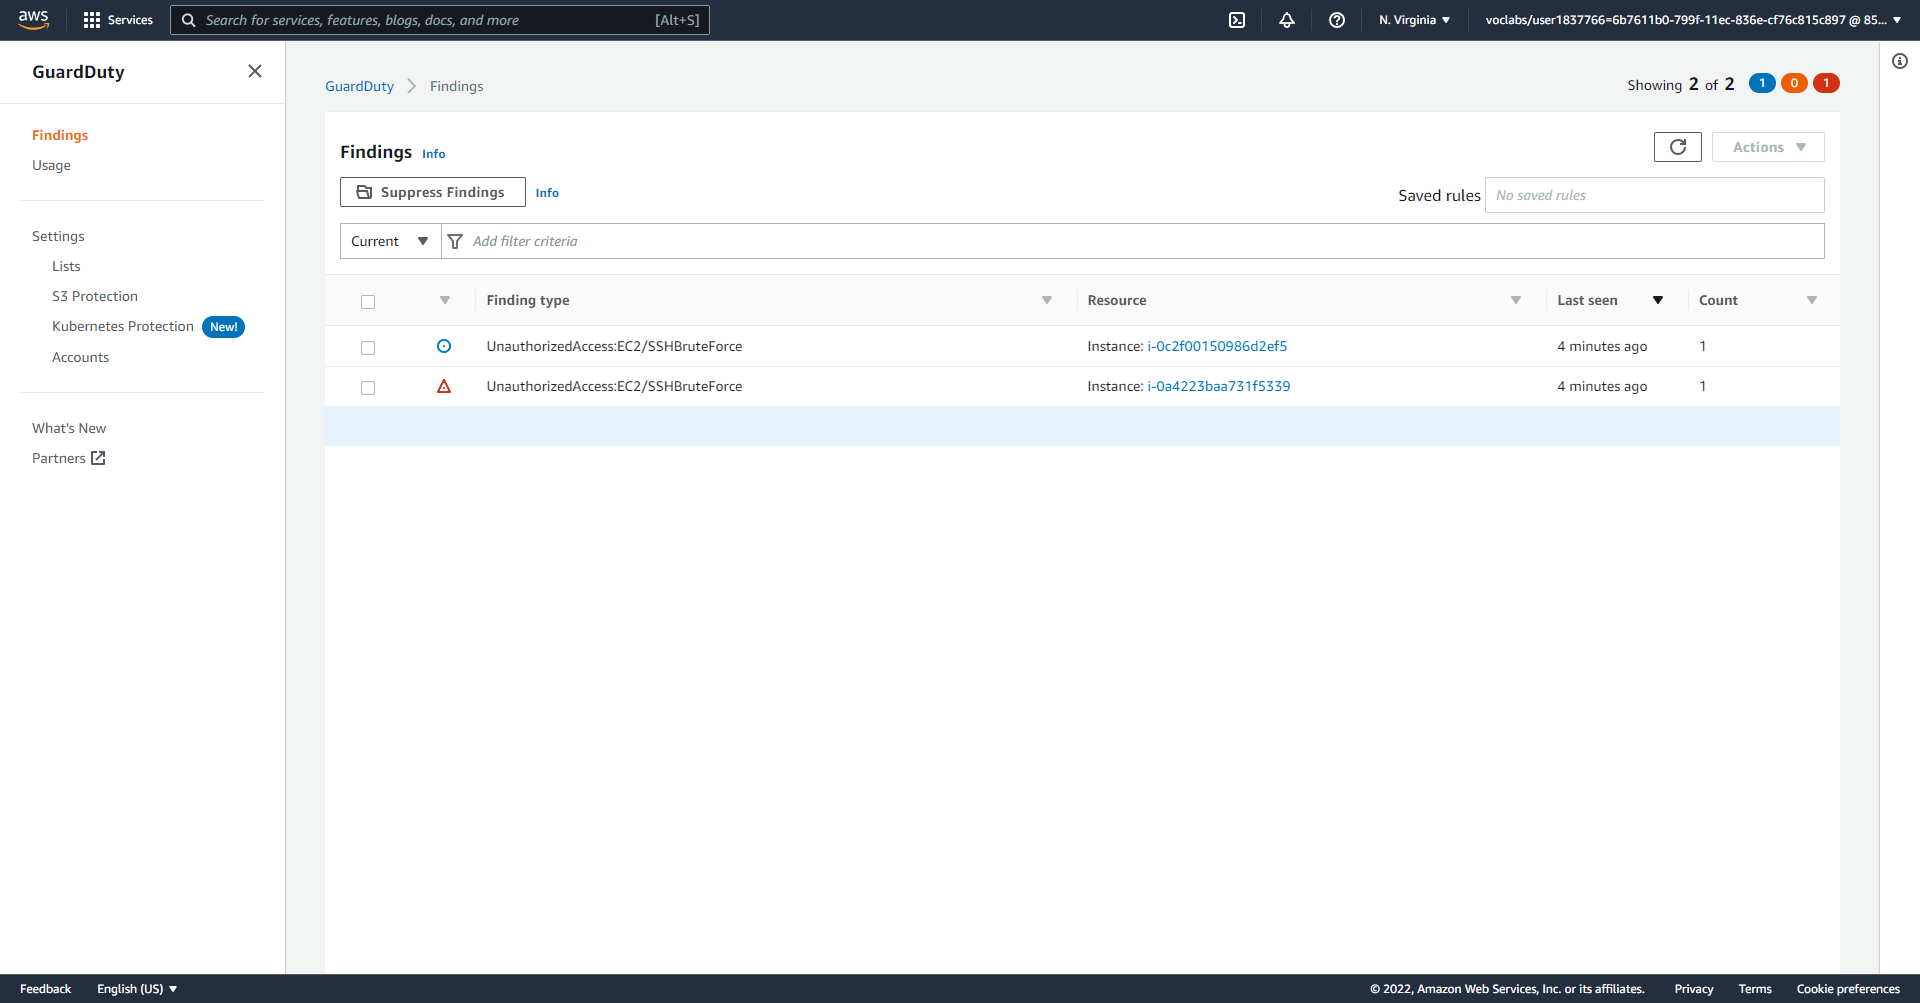 aws
Services
Search for services, features, blogs, docs, and more
[Alt+S]
N. Virginia
voclabs/user1837766=6b7611b0-799f-11ec-836e-cf76c815c897 @ 85...
GuardDuty
Findings
Usage
Settings
Lists
S3 Protection
Kubernetes Protection New!
Accounts
What's New
Partners
GuardDuty
Findings
Showing 2 of 2 1 0 1
Findings Info
Actions
Suppress Findings Info
Saved rules No saved rules
Current Add filter criteria
Finding type Resource Last seen Count
UnauthorizedAccess:EC2/SSHBruteForce Instance: i-0c2f00150986d2ef5 4 minutes ago 1
UnauthorizedAccess:EC2/SSHBruteForce Instance: i-0a4223baa731f5339 4 minutes ago 1
Feedback English (US) © 2022, Amazon Web Services, Inc. or its affiliates. Privacy Terms Cookie preferences